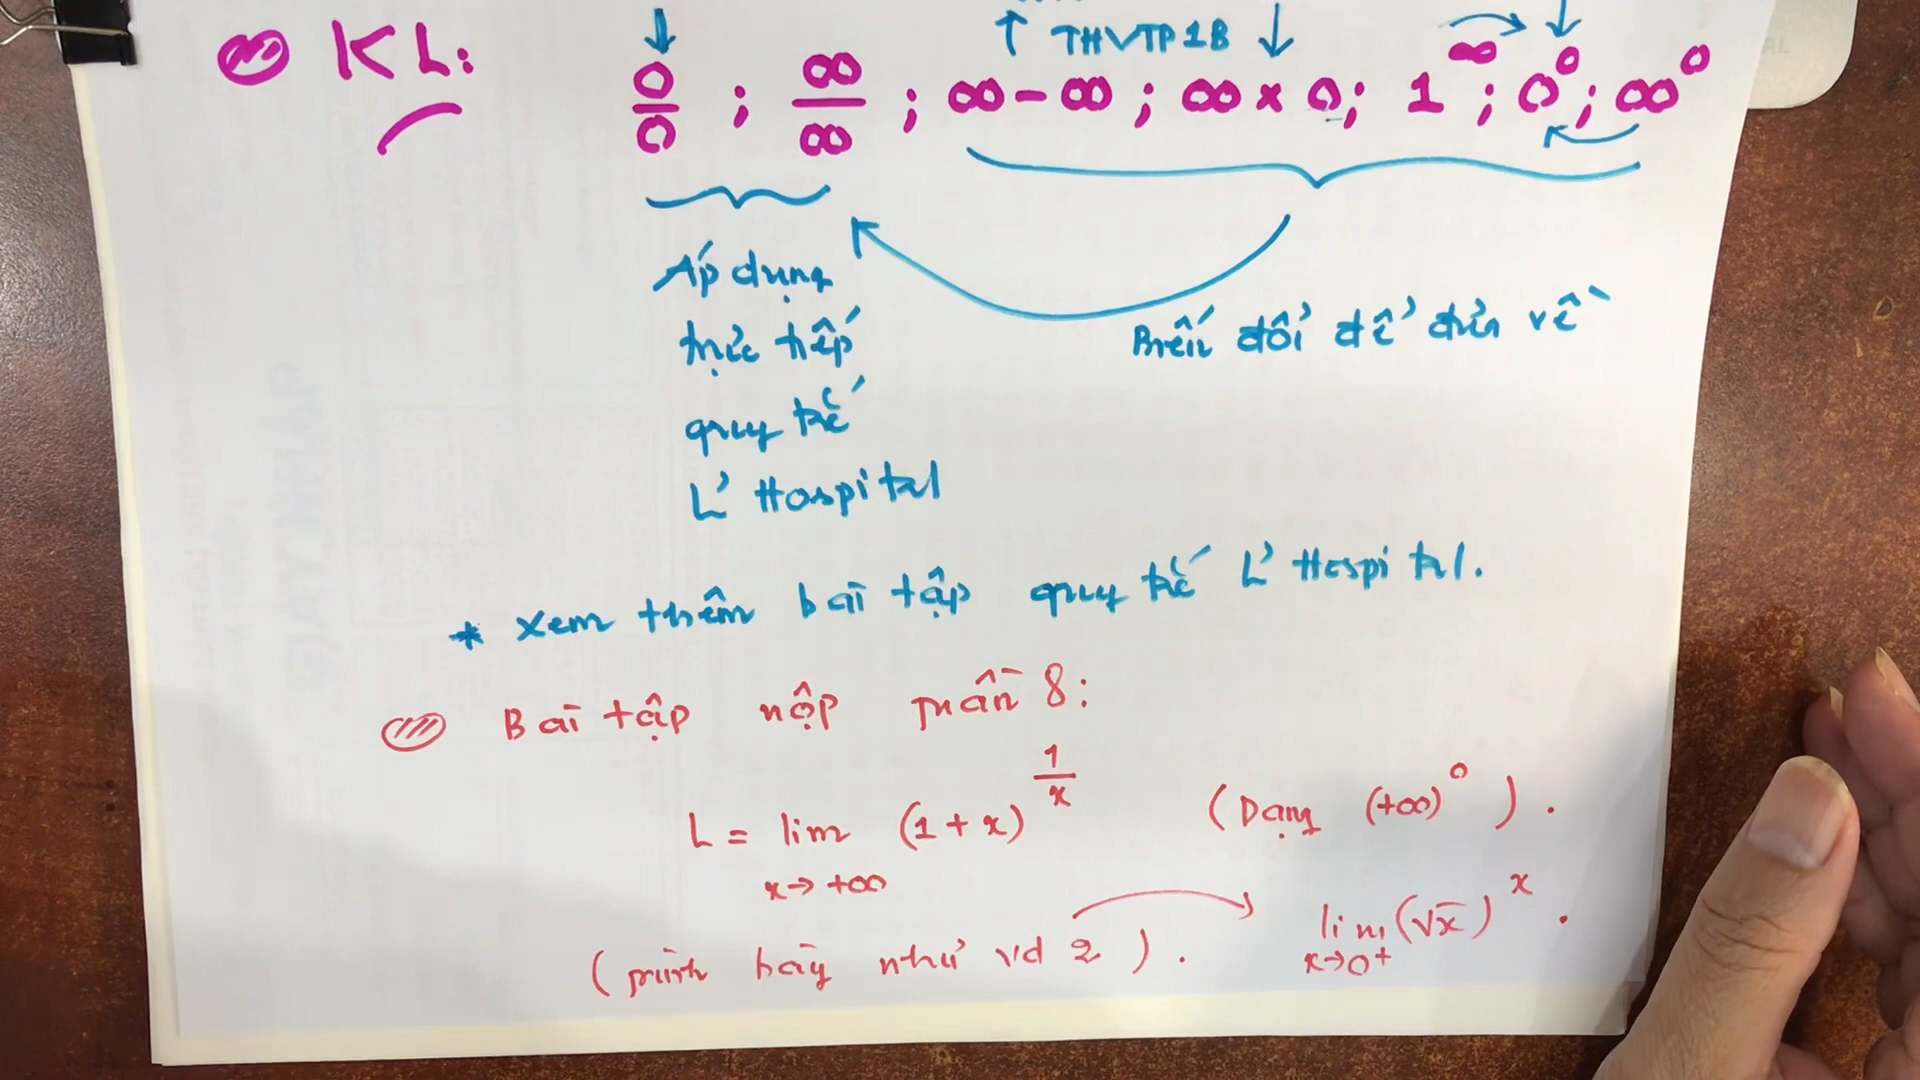 KL:
↑ THVTP1B ↓
0/0 ; ∞/∞ ; ∞ - ∞ ; ∞ × 0 ; 1^∞ ; 0^0 ; ∞^0
Áp dụng
trực tiếp
quy tắc
L'Hospital
Biến đổi để đưa về
* Xem thêm bài tập quy tắc L'Hospital.
Bài tập nộp tuần 8:
L = lim (1 + x)^(1/x) (Dạng (+∞)^0).
x→+∞
(trình bày như vd 2). lim (√x)^x.
x→0+